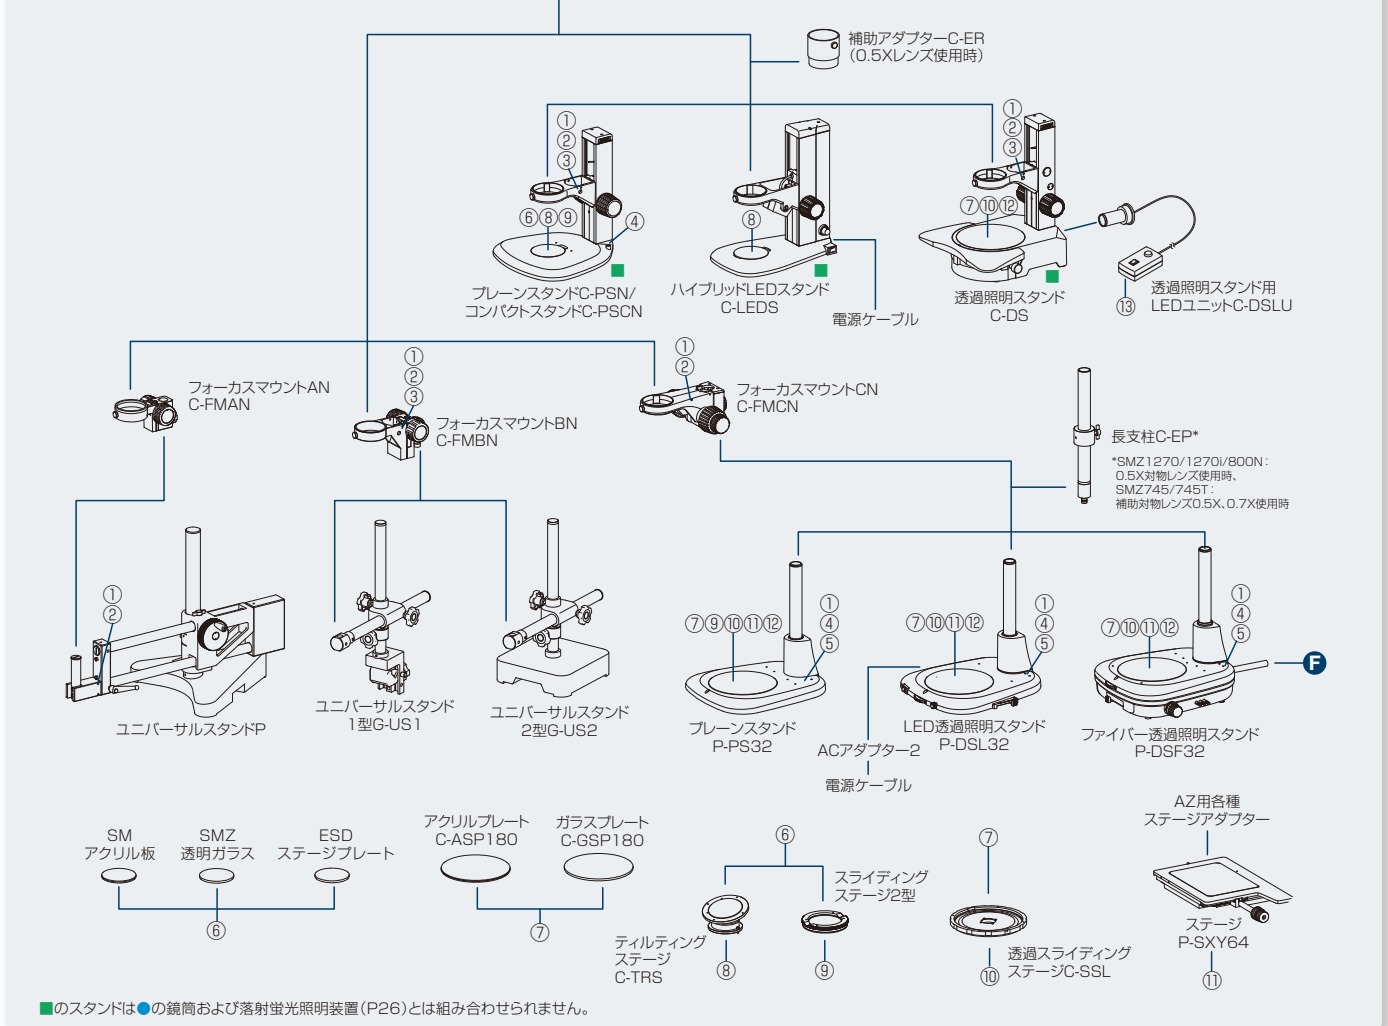 補助アダプターC-ER
（0.5Xレンズ使用時）
①
②
③
⑥⑧⑨
④
プレーンスタンドC-PSN/
コンパクトスタンドC-PSCN
⑧
ハイブリッドLEDスタンド
C-LEDS
電源ケーブル
①
②
③
⑦⑩⑫
透過照明スタンド
C-DS
⑬
透過照明スタンド用
LEDユニットC-DSLU
フォーカスマウントAN
C-FMAN
①
②
③
フォーカスマウントBN
C-FMBN
①
②
フォーカスマウントCN
C-FMCN
長支柱C-EP*
*SMZ1270/1270i/800N：
0.5X対物レンズ使用時、
SMZ745/745T：
補助対物レンズ0.5X、0.7X使用時
①
②
ユニバーサルスタンドP
ユニバーサルスタンド
1型G-US1
ユニバーサルスタンド
2型G-US2
⑦⑨⑩⑪⑫
①
④
⑤
プレーンスタンド
P-PS32
⑦⑩⑪⑫
①
④
⑤
LED透過照明スタンド
P-DSL32
ACアダプター2
電源ケーブル
⑦⑩⑪⑫
①
④
⑤
F
ファイバー透過照明スタンド
P-DSF32
SM
アクリル板
SMZ
透明ガラス
ESD
ステージプレート
⑥
アクリルプレート
C-ASP180
ガラスプレート
C-GSP180
⑦
⑥
ティルティング
ステージ
C-TRS
⑧
スライディング
ステージ2型
⑨
⑦
⑩
透過スライディング
ステージC-SSL
AZ用各種
ステージアダプター
ステージ
P-SXY64
⑪
■のスタンドは●の鏡筒および落射蛍光照明装置（P26）とは組み合わせられません。